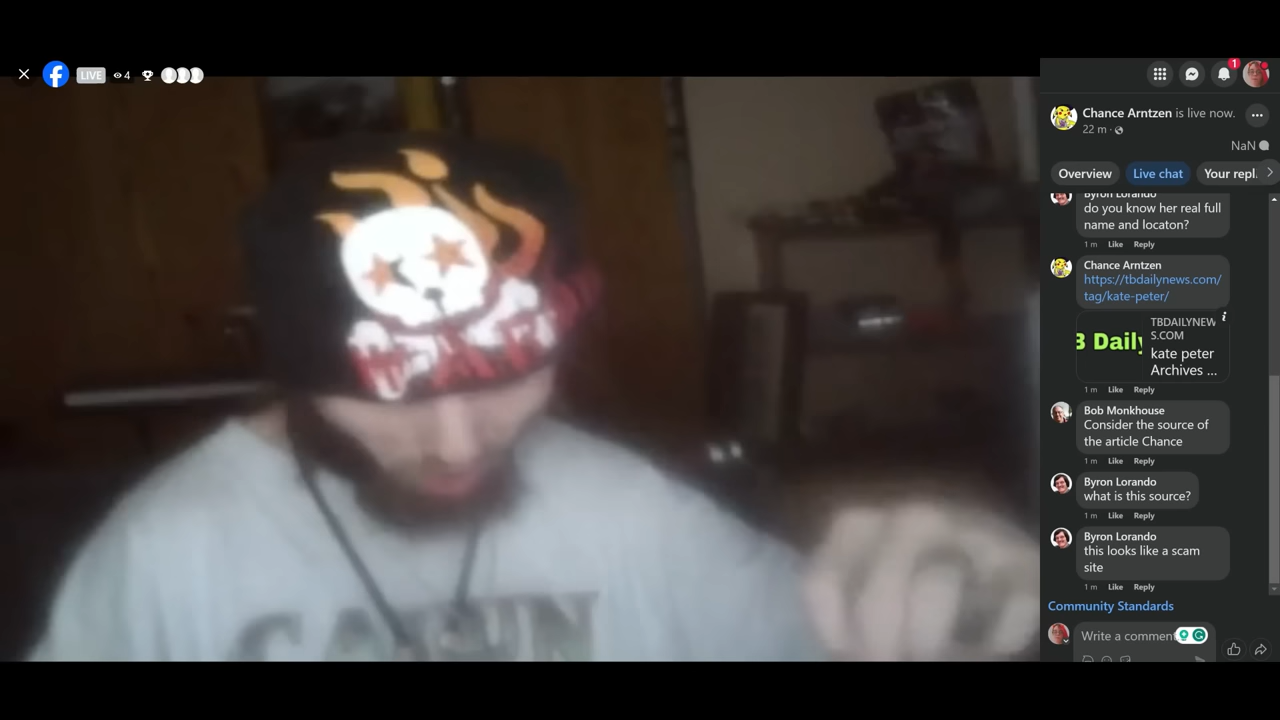 LIVE
4
1
Chance Arntzen is live now.
22 m ·
NaN
Overview
Live chat
Your repl
Byron Lorando
do you know her real full
name and locaton?
1 m Like Reply
Chance Arntzen
https://tbdailynews.com/
tag/kate-peter/
B Daily
TBDAILYNEW
S.COM
kate peter
Archives ...
1 m Like Reply
Bob Monkhouse
Consider the source of
the article Chance
1 m Like Reply
Byron Lorando
what is this source?
1 m Like Reply
Byron Lorando
this looks like a scam
site
1 m Like Reply
Community Standards
Write a comment